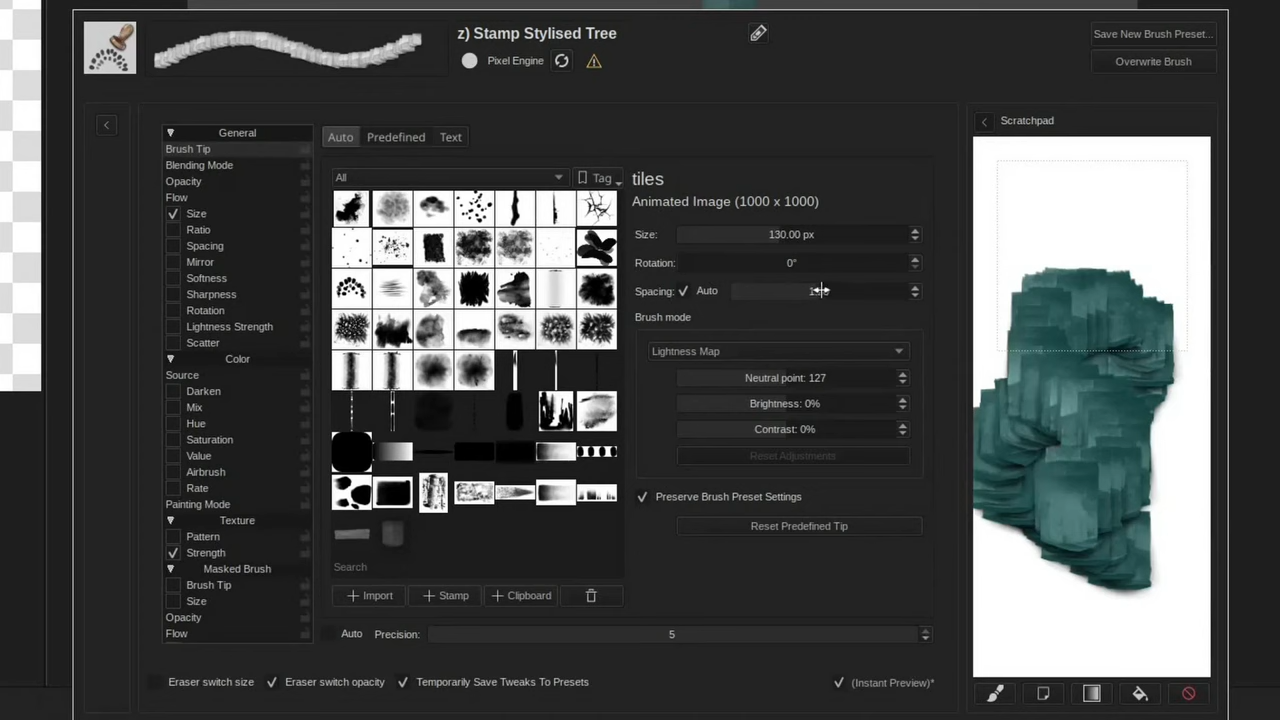 z) Stamp Stylised Tree
Pixel Engine
Save New Brush Preset...
Overwrite Brush
Scratchpad
General
Brush Tip
Blending Mode
Opacity
Flow
Size
Ratio
Spacing
Mirror
Softness
Sharpness
Rotation
Lightness Strength
Scatter
Color
Source
Darken
Mix
Hue
Saturation
Value
Airbrush
Rate
Painting Mode
Texture
Pattern
Strength
Masked Brush
Brush Tip
Size
Opacity
Flow
Auto Predefined Text
All
Tag
Search
Import
Stamp
Clipboard
tiles
Animated Image (1000 x 1000)
Size: 130.00 px
Rotation: 0°
Spacing: Auto
Brush mode
Lightness Map
Neutral point: 127
Brightness: 0%
Contrast: 0%
Reset Adjustments
Preserve Brush Preset Settings
Reset Predefined Tip
Auto Precision: 5
Eraser switch size Eraser switch opacity Temporarily Save Tweaks To Presets (Instant Preview)*